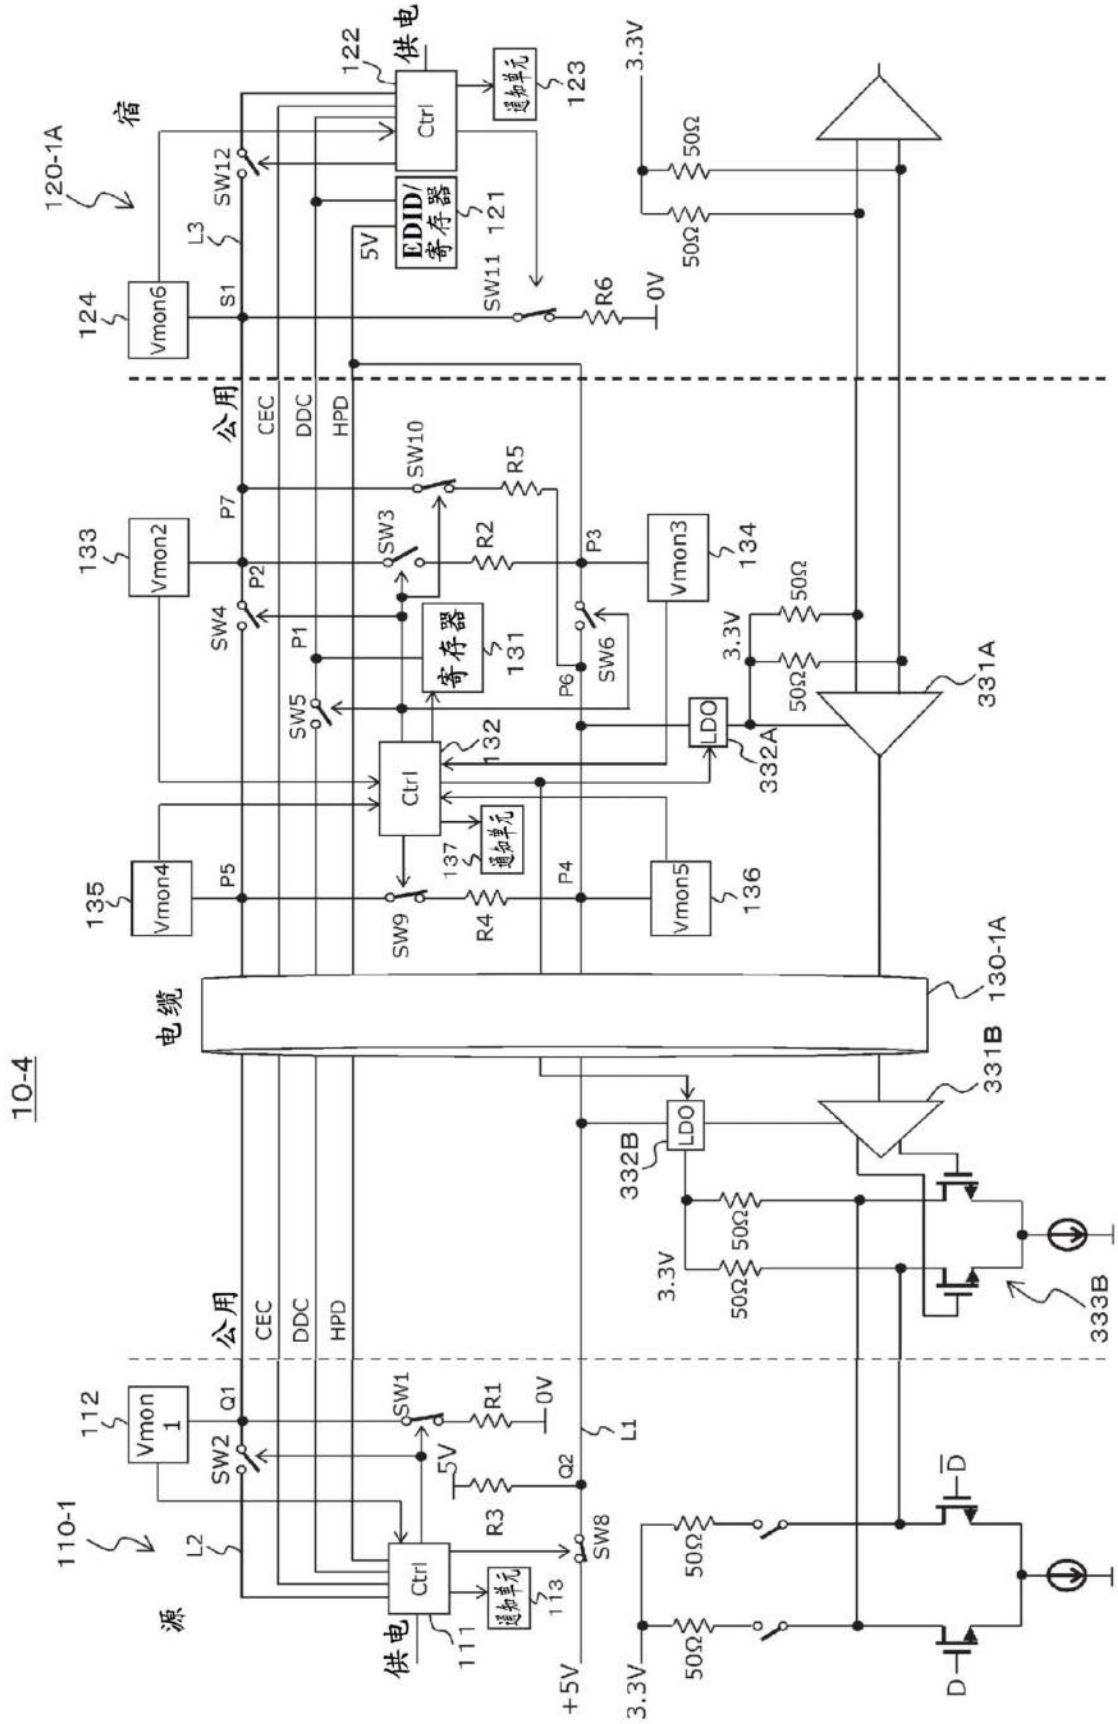 10-4
110-1
源
112
Vmon
1
L2
SW2
Q1
公用
CEC
DDC
HPD
供电
Ctrl
111
通知单元
113
SW1
R1
0V
5V
R3
Q2
SW8
L1
+5V
3.3V
50Ω
50Ω
D
D̅
332B
LDO
3.3V
50Ω
50Ω
331B
333B
电缆
130-1A
135
Vmon4
P5
SW9
R4
P4
Vmon5
136
137
通知单元
Ctrl
132
SW5
P1
寄存器
131
133
Vmon2
SW4
P2
P7
SW3
R2
SW10
R5
P3
Vmon3
134
P6
SW6
LDO
332A
3.3V
50Ω
50Ω
331A
公用
CEC
DDC
HPD
120-1A
宿
124
Vmon6
S1
L3
SW12
122
供电
Ctrl
通知单元
123
5V
EDID/
寄存器
121
SW11
R6
0V
3.3V
50Ω
50Ω